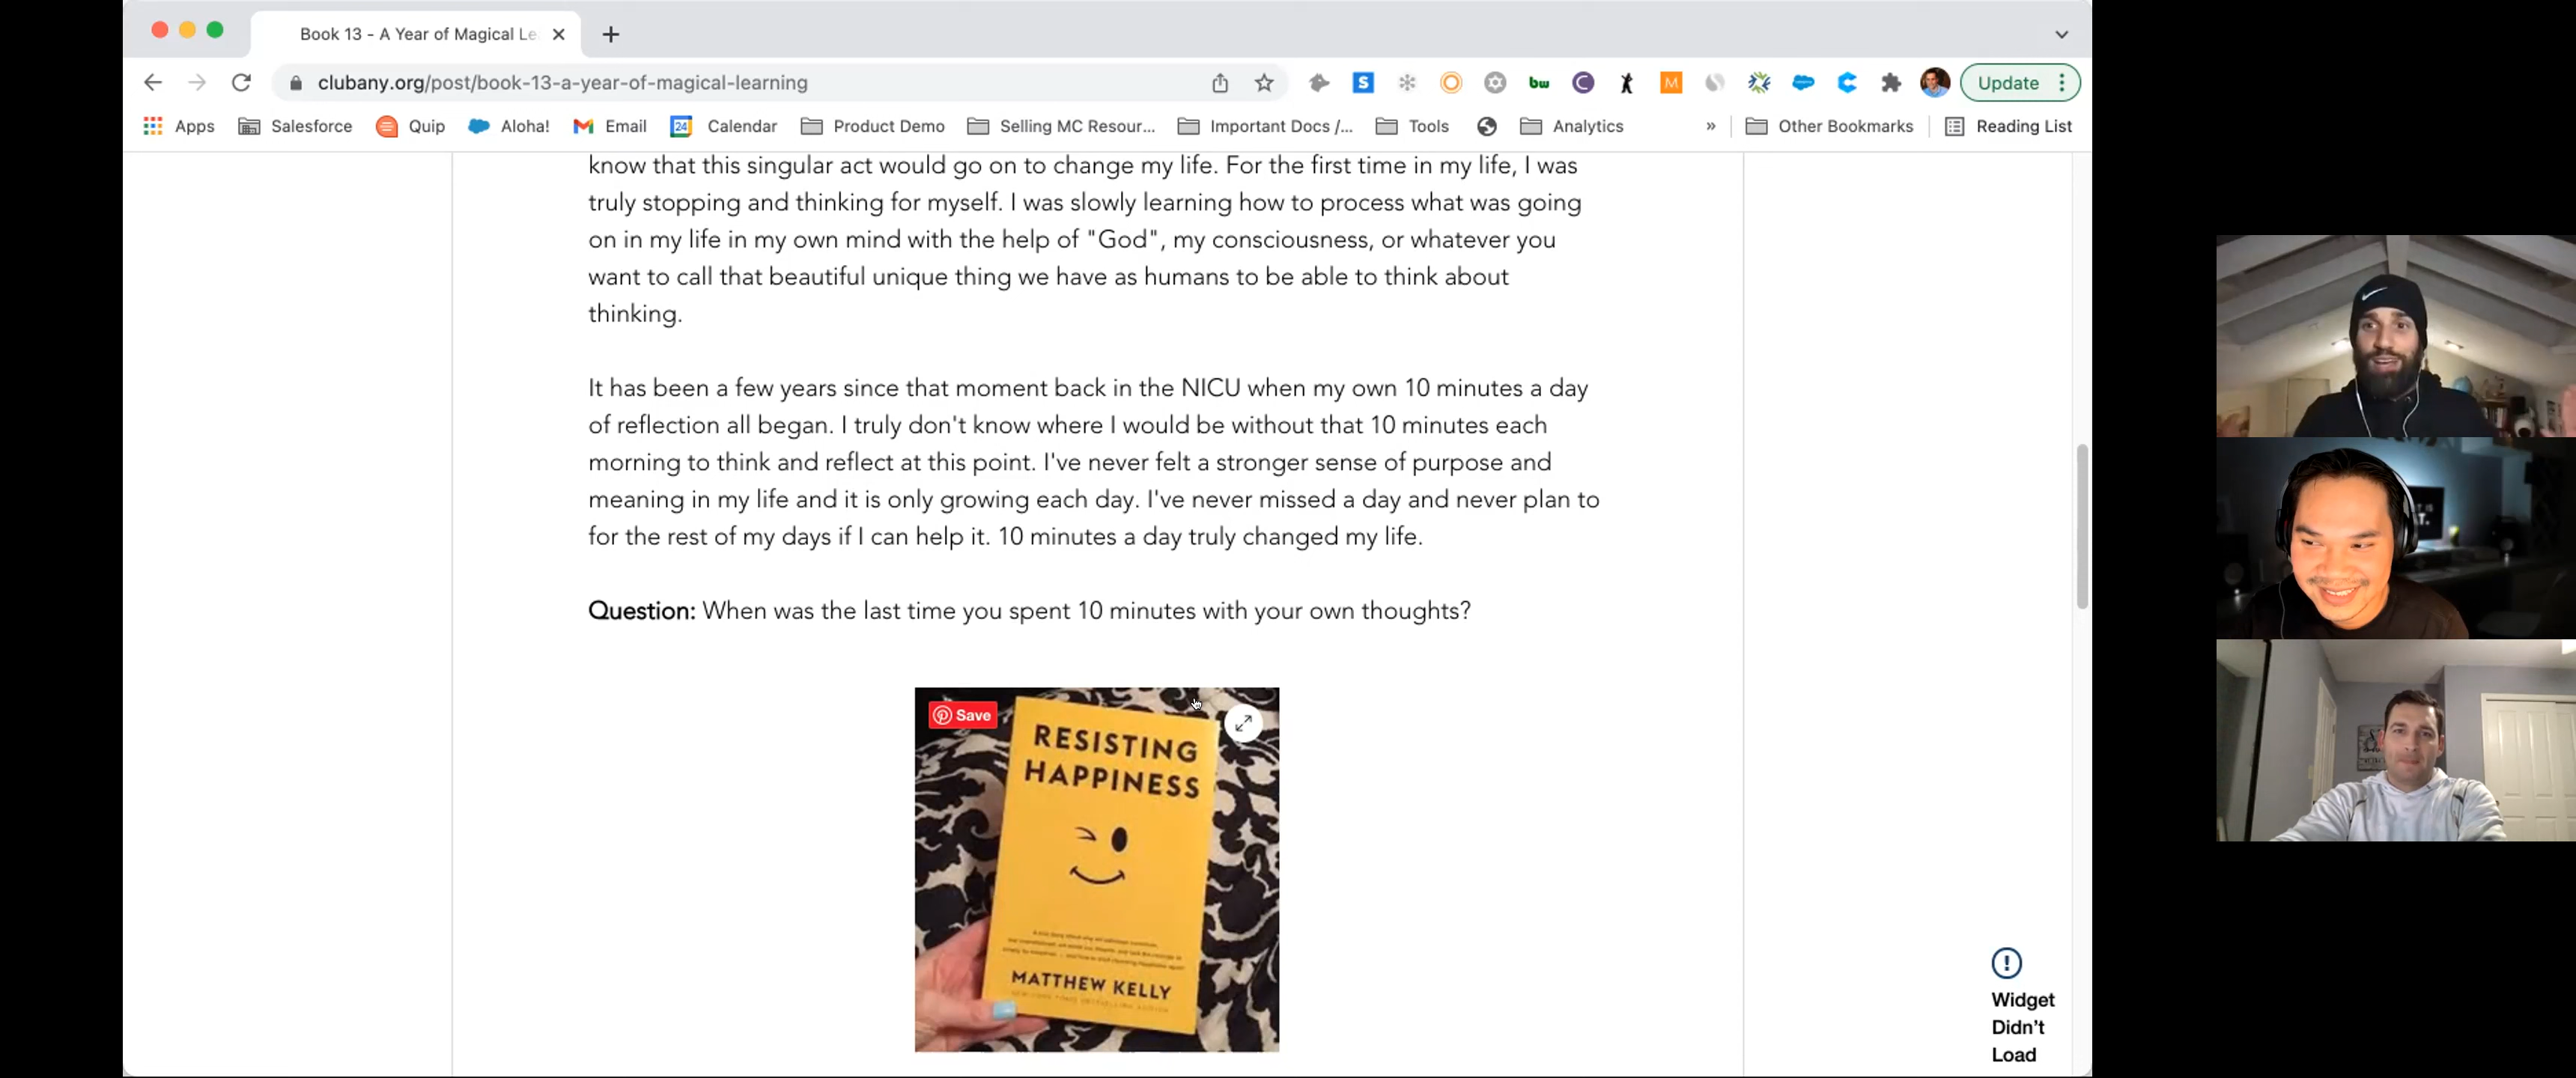 Book 13 - A Year of Magical Le
clubany.org/post/book-13-a-year-of-magical-learning
S
bw
C
M
Update
Apps
Salesforce
Quip
Aloha!
Email
24
Calendar
Product Demo
Selling MC Resour...
Important Docs /...
Tools
Analytics
»
Other Bookmarks
Reading List
know that this singular act would go on to change my life. For the first time in my life, I was
truly stopping and thinking for myself. I was slowly learning how to process what was going
on in my life in my own mind with the help of "God", my consciousness, or whatever you
want to call that beautiful unique thing we have as humans to be able to think about
thinking.
It has been a few years since that moment back in the NICU when my own 10 minutes a day
of reflection all began. I truly don't know where I would be without that 10 minutes each
morning to think and reflect at this point. I've never felt a stronger sense of purpose and
meaning in my life and it is only growing each day. I've never missed a day and never plan to
for the rest of my days if I can help it. 10 minutes a day truly changed my life.
Question: When was the last time you spent 10 minutes with your own thoughts?
Save
RESISTING
HAPPINESS
MATTHEW KELLY
Widget
Didn't
Load